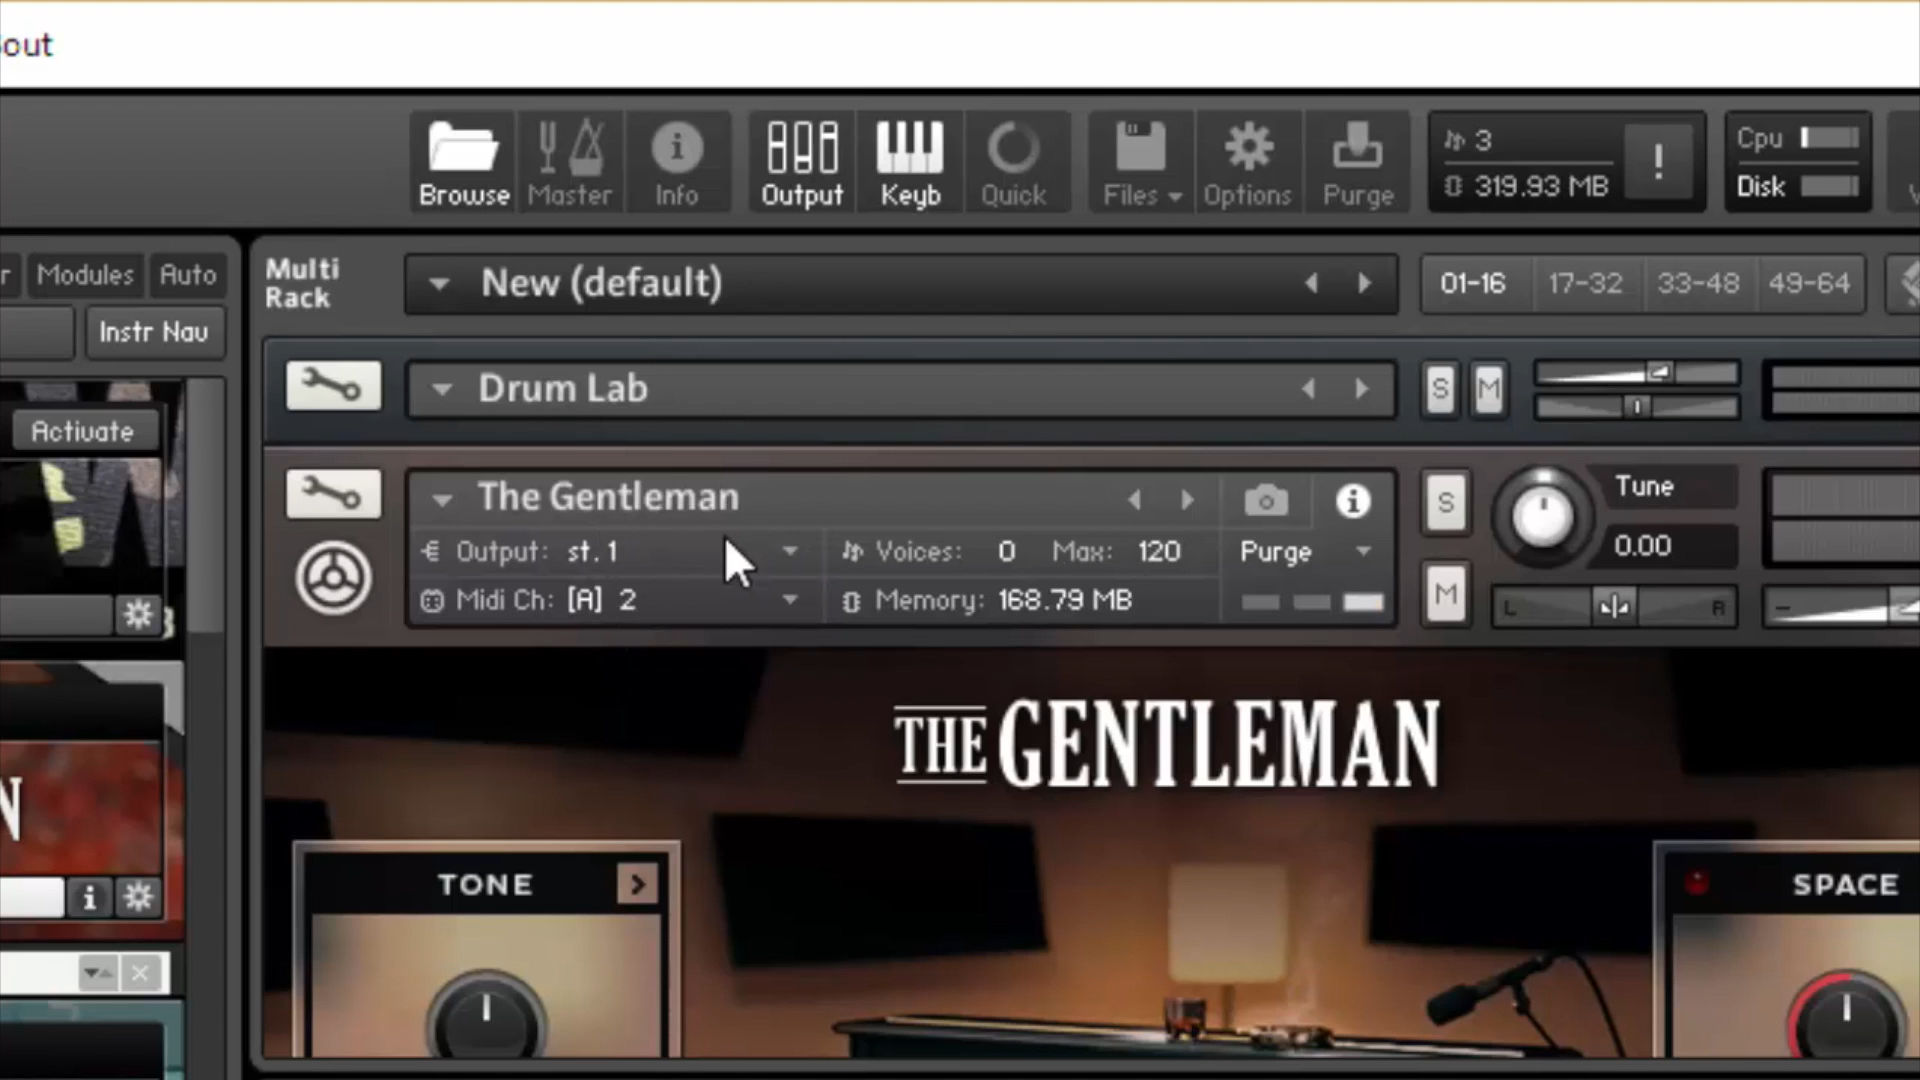 out
Browse Master Info Output Keyb Quick Files Options Purge
3
319.93 MB
!
Cpu
Disk
Modules Auto
Instr Nav
Multi
Rack
New (default)
01-16 17-32 33-48 49-64
Drum Lab
S M
Activate
The Gentleman
i
S
Tune
0.00
Output: st. 1
Voices: 0 Max: 120
Purge
Midi Ch: [A] 2
Memory: 168.79 MB
M
L R
THE GENTLEMAN
N
TONE
SPACE
i